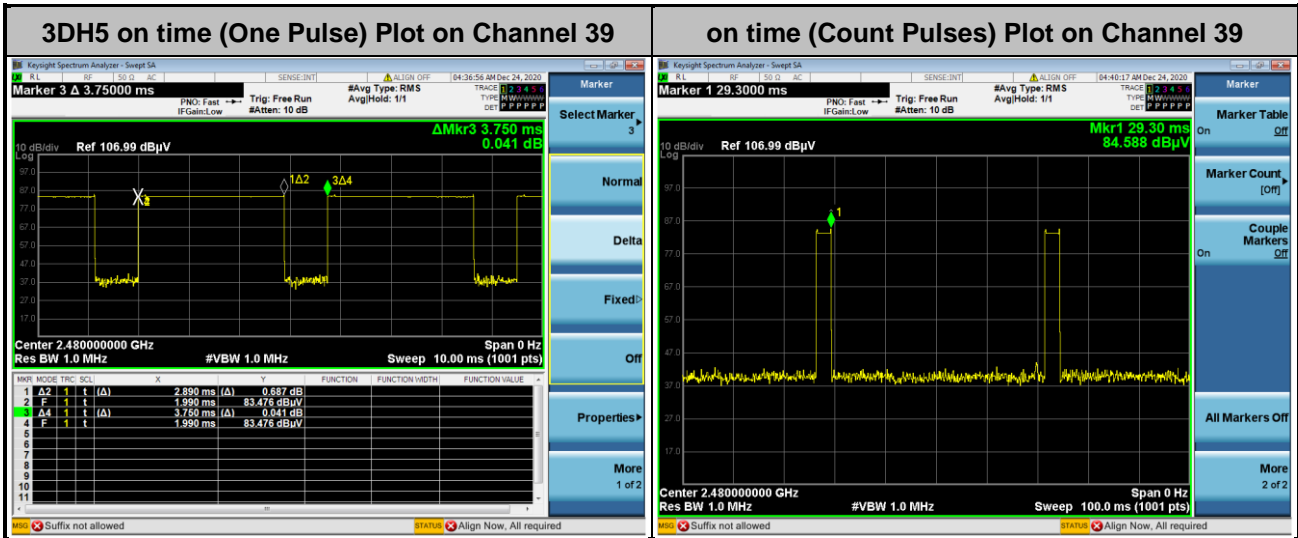 3DH5 on time (One Pulse) Plot on Channel 39
on time (Count Pulses) Plot on Channel 39
Keysight Spectrum Analyzer - Swept SA
RL RF 50 Ω AC SENSE:INT ALIGN OFF 04:36:56 AM Dec 24, 2020
Marker 3 Δ 3.75000 ms
PNO: Fast Trig: Free Run
IFGain:Low #Atten: 10 dB
#Avg Type: RMS
Avg|Hold: 1/1
TRACE 1 2 3 4 5 6
TYPE M W
DET P P P P P P
ΔMkr3 3.750 ms
0.041 dB
10 dB/div Ref 106.99 dBµV
Log
97.0
87.0
77.0
67.0
57.0
47.0
37.0
27.0
17.0
X
1Δ2
3Δ4
Center 2.480000000 GHz Span 0 Hz
Res BW 1.0 MHz #VBW 1.0 MHz Sweep 10.00 ms (1001 pts)
MKR MODE TRC SCL X Y FUNCTION FUNCTION WIDTH FUNCTION VALUE
1 Δ2 1 t (Δ) 2.890 ms (Δ) 0.687 dB
2 F 1 t 1.990 ms 83.476 dBµV
3 Δ4 1 t (Δ) 3.750 ms (Δ) 0.041 dB
4 F 1 t 1.990 ms 83.476 dBµV
5
6
7
8
9
10
11
MSG Suffix not allowed STATUS Align Now, All required
Marker
Select Marker
3
Normal
Delta
Fixed
Off
Properties
More
1 of 2
Keysight Spectrum Analyzer - Swept SA
RL RF 50 Ω AC SENSE:INT ALIGN OFF 04:40:17 AM Dec 24, 2020
Marker 1 29.3000 ms
PNO: Fast Trig: Free Run
IFGain:Low #Atten: 10 dB
#Avg Type: RMS
Avg|Hold: 1/1
TRACE 1 2 3 4 5 6
TYPE M W
DET P P P P P P
Mkr1 29.30 ms
84.588 dBµV
10 dB/div Ref 106.99 dBµV
Log
97.0
87.0
77.0
67.0
57.0
47.0
37.0
27.0
17.0
1
Center 2.480000000 GHz Span 0 Hz
Res BW 1.0 MHz #VBW 1.0 MHz Sweep 100.0 ms (1001 pts)
MSG Suffix not allowed STATUS Align Now, All required
Marker
Marker Table
On Off
Marker Count
[Off]
Couple
Markers
On Off
All Markers Off
More
2 of 2